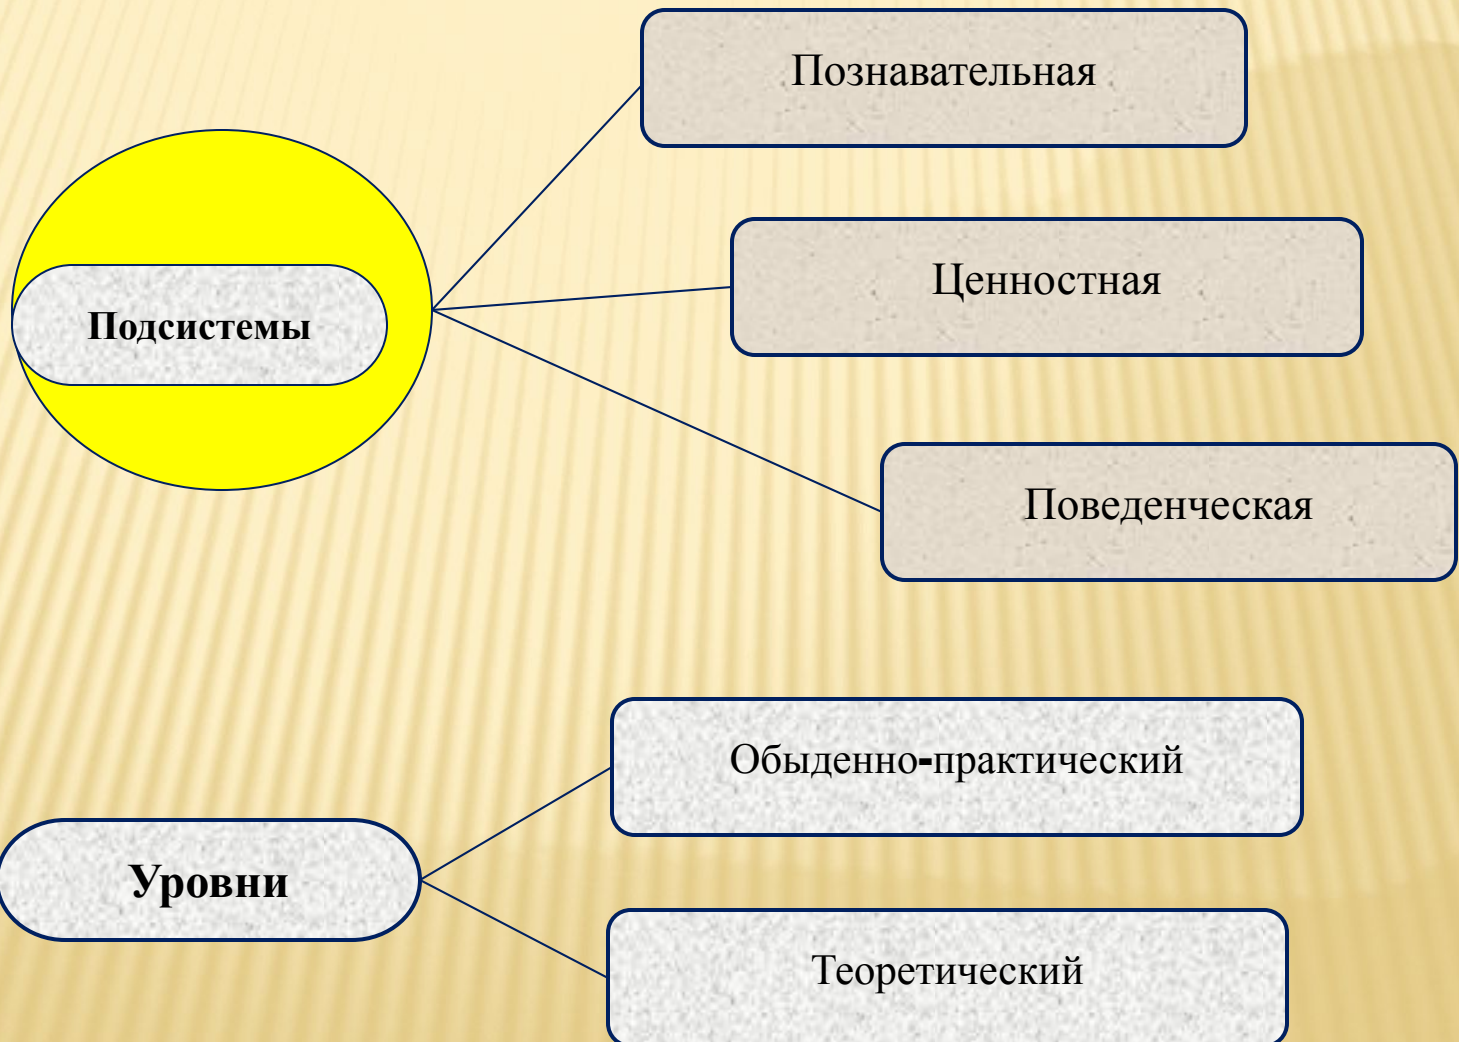 Познавательная
Ценностная
Подсистемы
Поведенческая
Обыденно-практический
Уровни
Теоретический